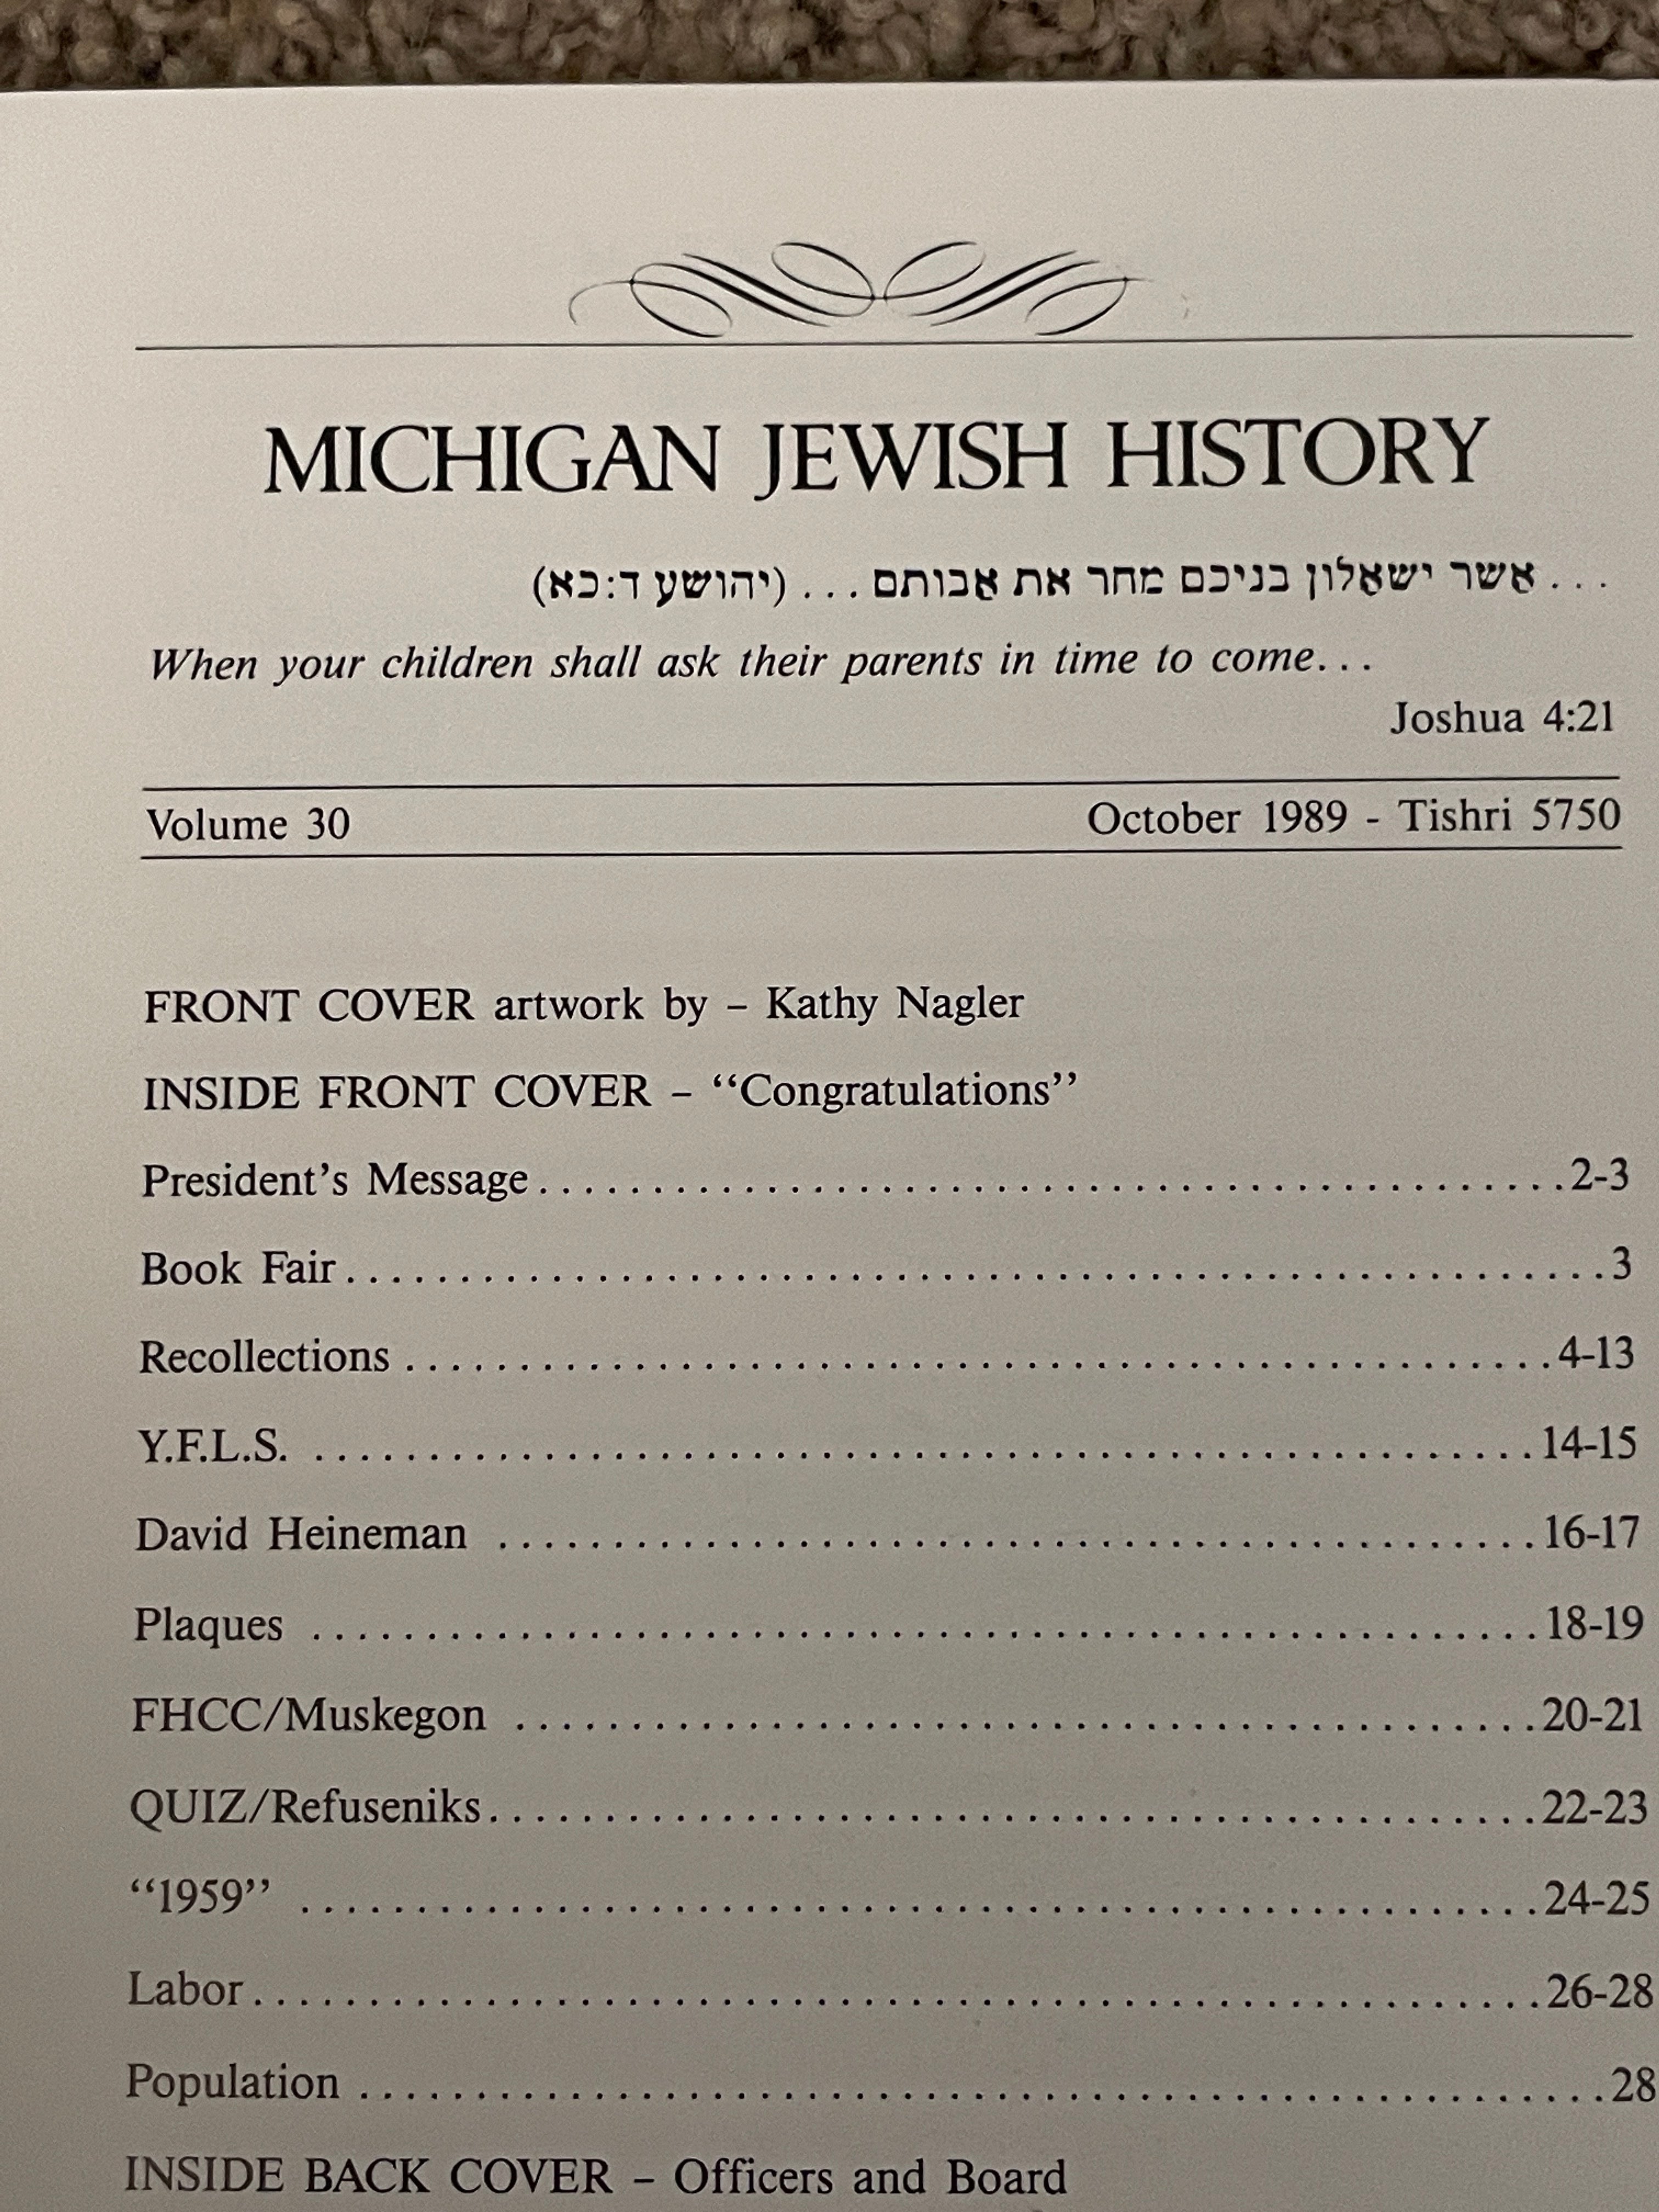 MICHIGAN JEWISH HISTORY
. . . אשר ישאלון בניכם מחר את אבותם . . . (יהושע ד:כא)
When your children shall ask their parents in time to come. . .
Joshua 4:21
Volume 30 October 1989 - Tishri 5750
FRONT COVER artwork by – Kathy Nagler
INSIDE FRONT COVER – ‘‘Congratulations’’
President’s Message . . . . . . . . . . 2-3
Book Fair . . . . . . . . . . 3
Recollections . . . . . . . . . . 4-13
Y.F.L.S. . . . . . . . . . . 14-15
David Heineman . . . . . . . . . . 16-17
Plaques . . . . . . . . . . 18-19
FHCC/Muskegon . . . . . . . . . . 20-21
QUIZ/Refuseniks . . . . . . . . . . 22-23
‘‘1959’’ . . . . . . . . . . 24-25
Labor . . . . . . . . . . 26-28
Population . . . . . . . . . . 28
INSIDE BACK COVER – Officers and Board